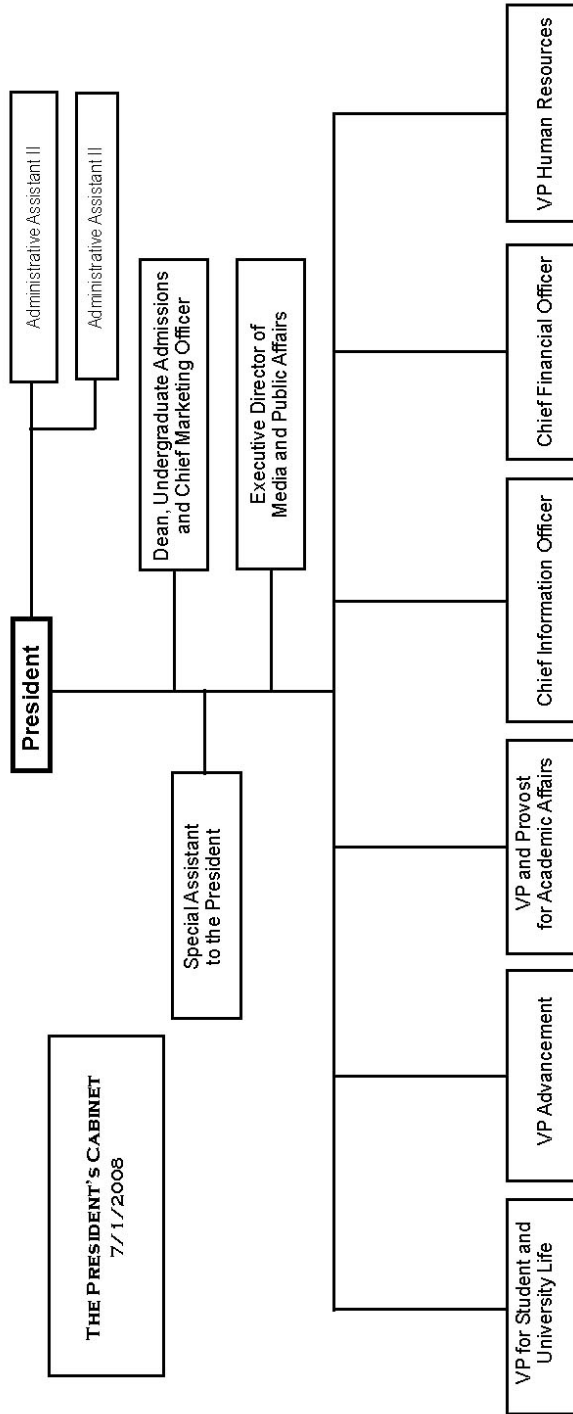 THE PRESIDENT'S CABINET
7/1/2008
President
Administrative Assistant II
Administrative Assistant II
Dean, Undergraduate Admissions
and Chief Marketing Officer
Special Assistant
to the President
Executive Director of
Media and Public Affairs
VP for Student and
University Life
VP Advancement
VP and Provost
for Academic Affairs
Chief Information Officer
Chief Financial Officer
VP Human Resources